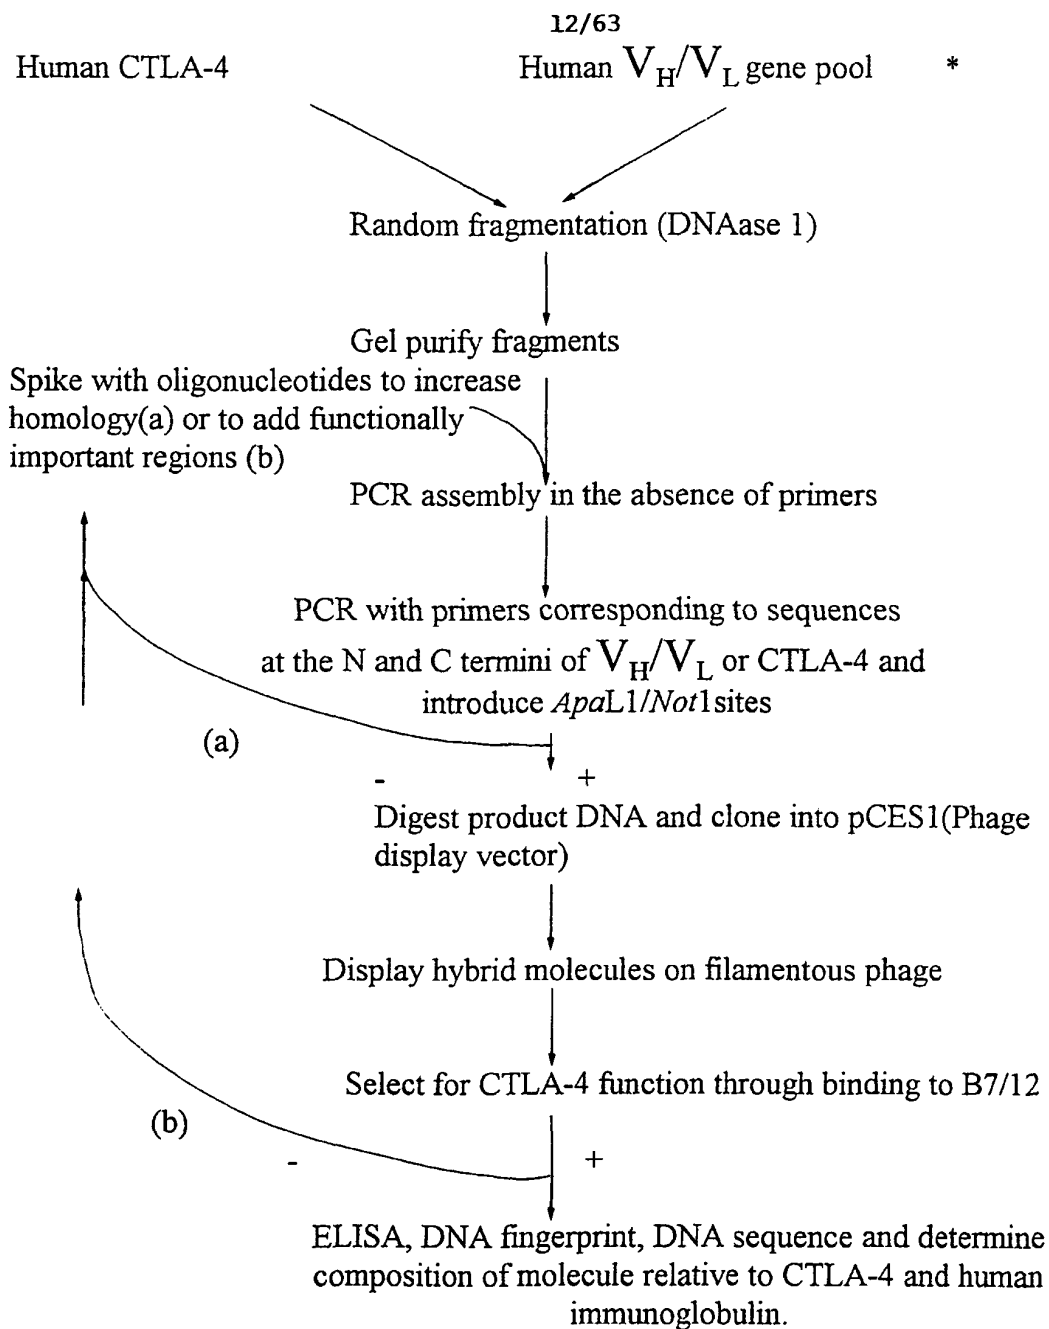 12/63
Human CTLA-4
Human VH/VL gene pool *
Random fragmentation (DNAase 1)
Gel purify fragments
Spike with oligonucleotides to increase
homology(a) or to add functionally
important regions (b)
PCR assembly in the absence of primers
PCR with primers corresponding to sequences
at the N and C termini of VH/VL or CTLA-4 and
introduce ApaL1/Not1sites
(a)
- +
Digest product DNA and clone into pCES1(Phage
display vector)
Display hybrid molecules on filamentous phage
Select for CTLA-4 function through binding to B7/12
(b)
- +
ELISA, DNA fingerprint, DNA sequence and determine
composition of molecule relative to CTLA-4 and human
immunoglobulin.